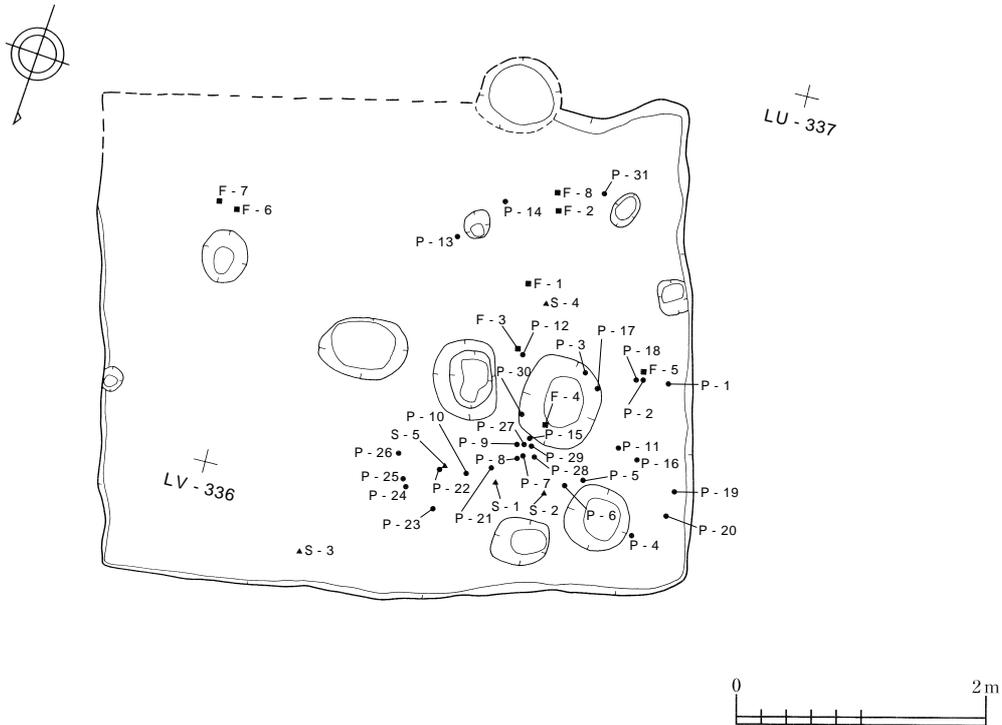 LU - 337
P - 31
F - 7
F - 8
F - 6
P - 14
F - 2
P - 13
F - 1
S - 4
F - 3
P - 12
P - 17
P - 3
P - 18
P - 30
F - 5
P - 1
F - 4
P - 2
P - 10
P - 27
S - 5
P - 15
P - 9
P - 26
P - 11
P - 29
P - 8
P - 16
P - 28
P - 25
P - 5
P - 7
P - 22
P - 24
LV - 336
P - 19
S - 1
S - 2
P - 6
P - 21
P - 23
P - 20
P - 4
S - 3
0
2m